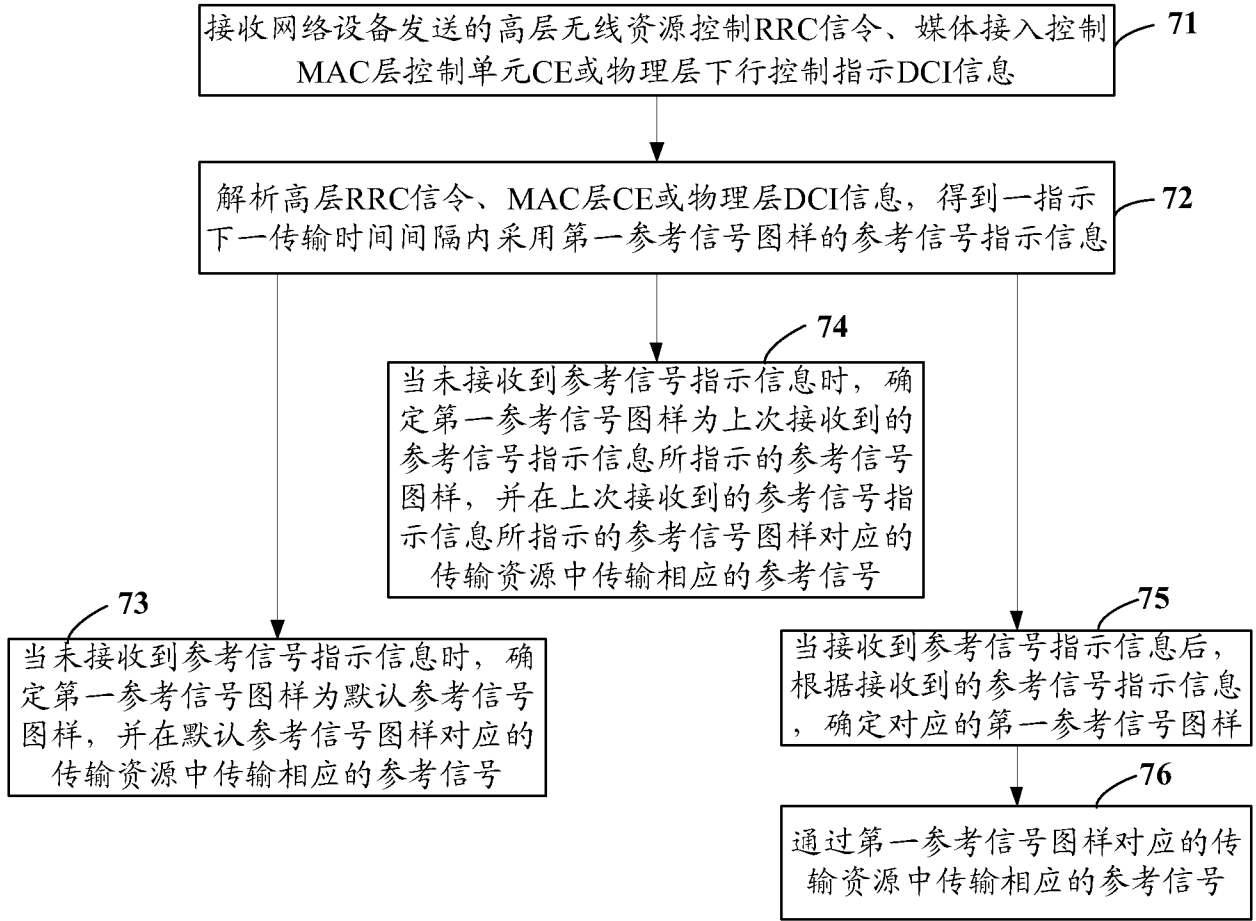 71
接收网络设备发送的高层无线资源控制RRC信令、媒体接入控制
MAC层控制单元CE或物理层下行控制指示DCI信息
72
解析高层RRC信令、MAC层CE或物理层DCI信息，得到一指示
下一传输时间间隔内采用第一参考信号图样的参考信号指示信息
74
当未接收到参考信号指示信息时，确
定第一参考信号图样为上次接收到的
参考信号指示信息所指示的参考信号
图样，并在上次接收到的参考信号指
示信息所指示的参考信号图样对应的
传输资源中传输相应的参考信号
73
当未接收到参考信号指示信息时，确
定第一参考信号图样为默认参考信号
图样，并在默认参考信号图样对应的
传输资源中传输相应的参考信号
75
当接收到参考信号指示信息后，
根据接收到的参考信号指示信息
，确定对应的第一参考信号图样
76
通过第一参考信号图样对应的传
输资源中传输相应的参考信号